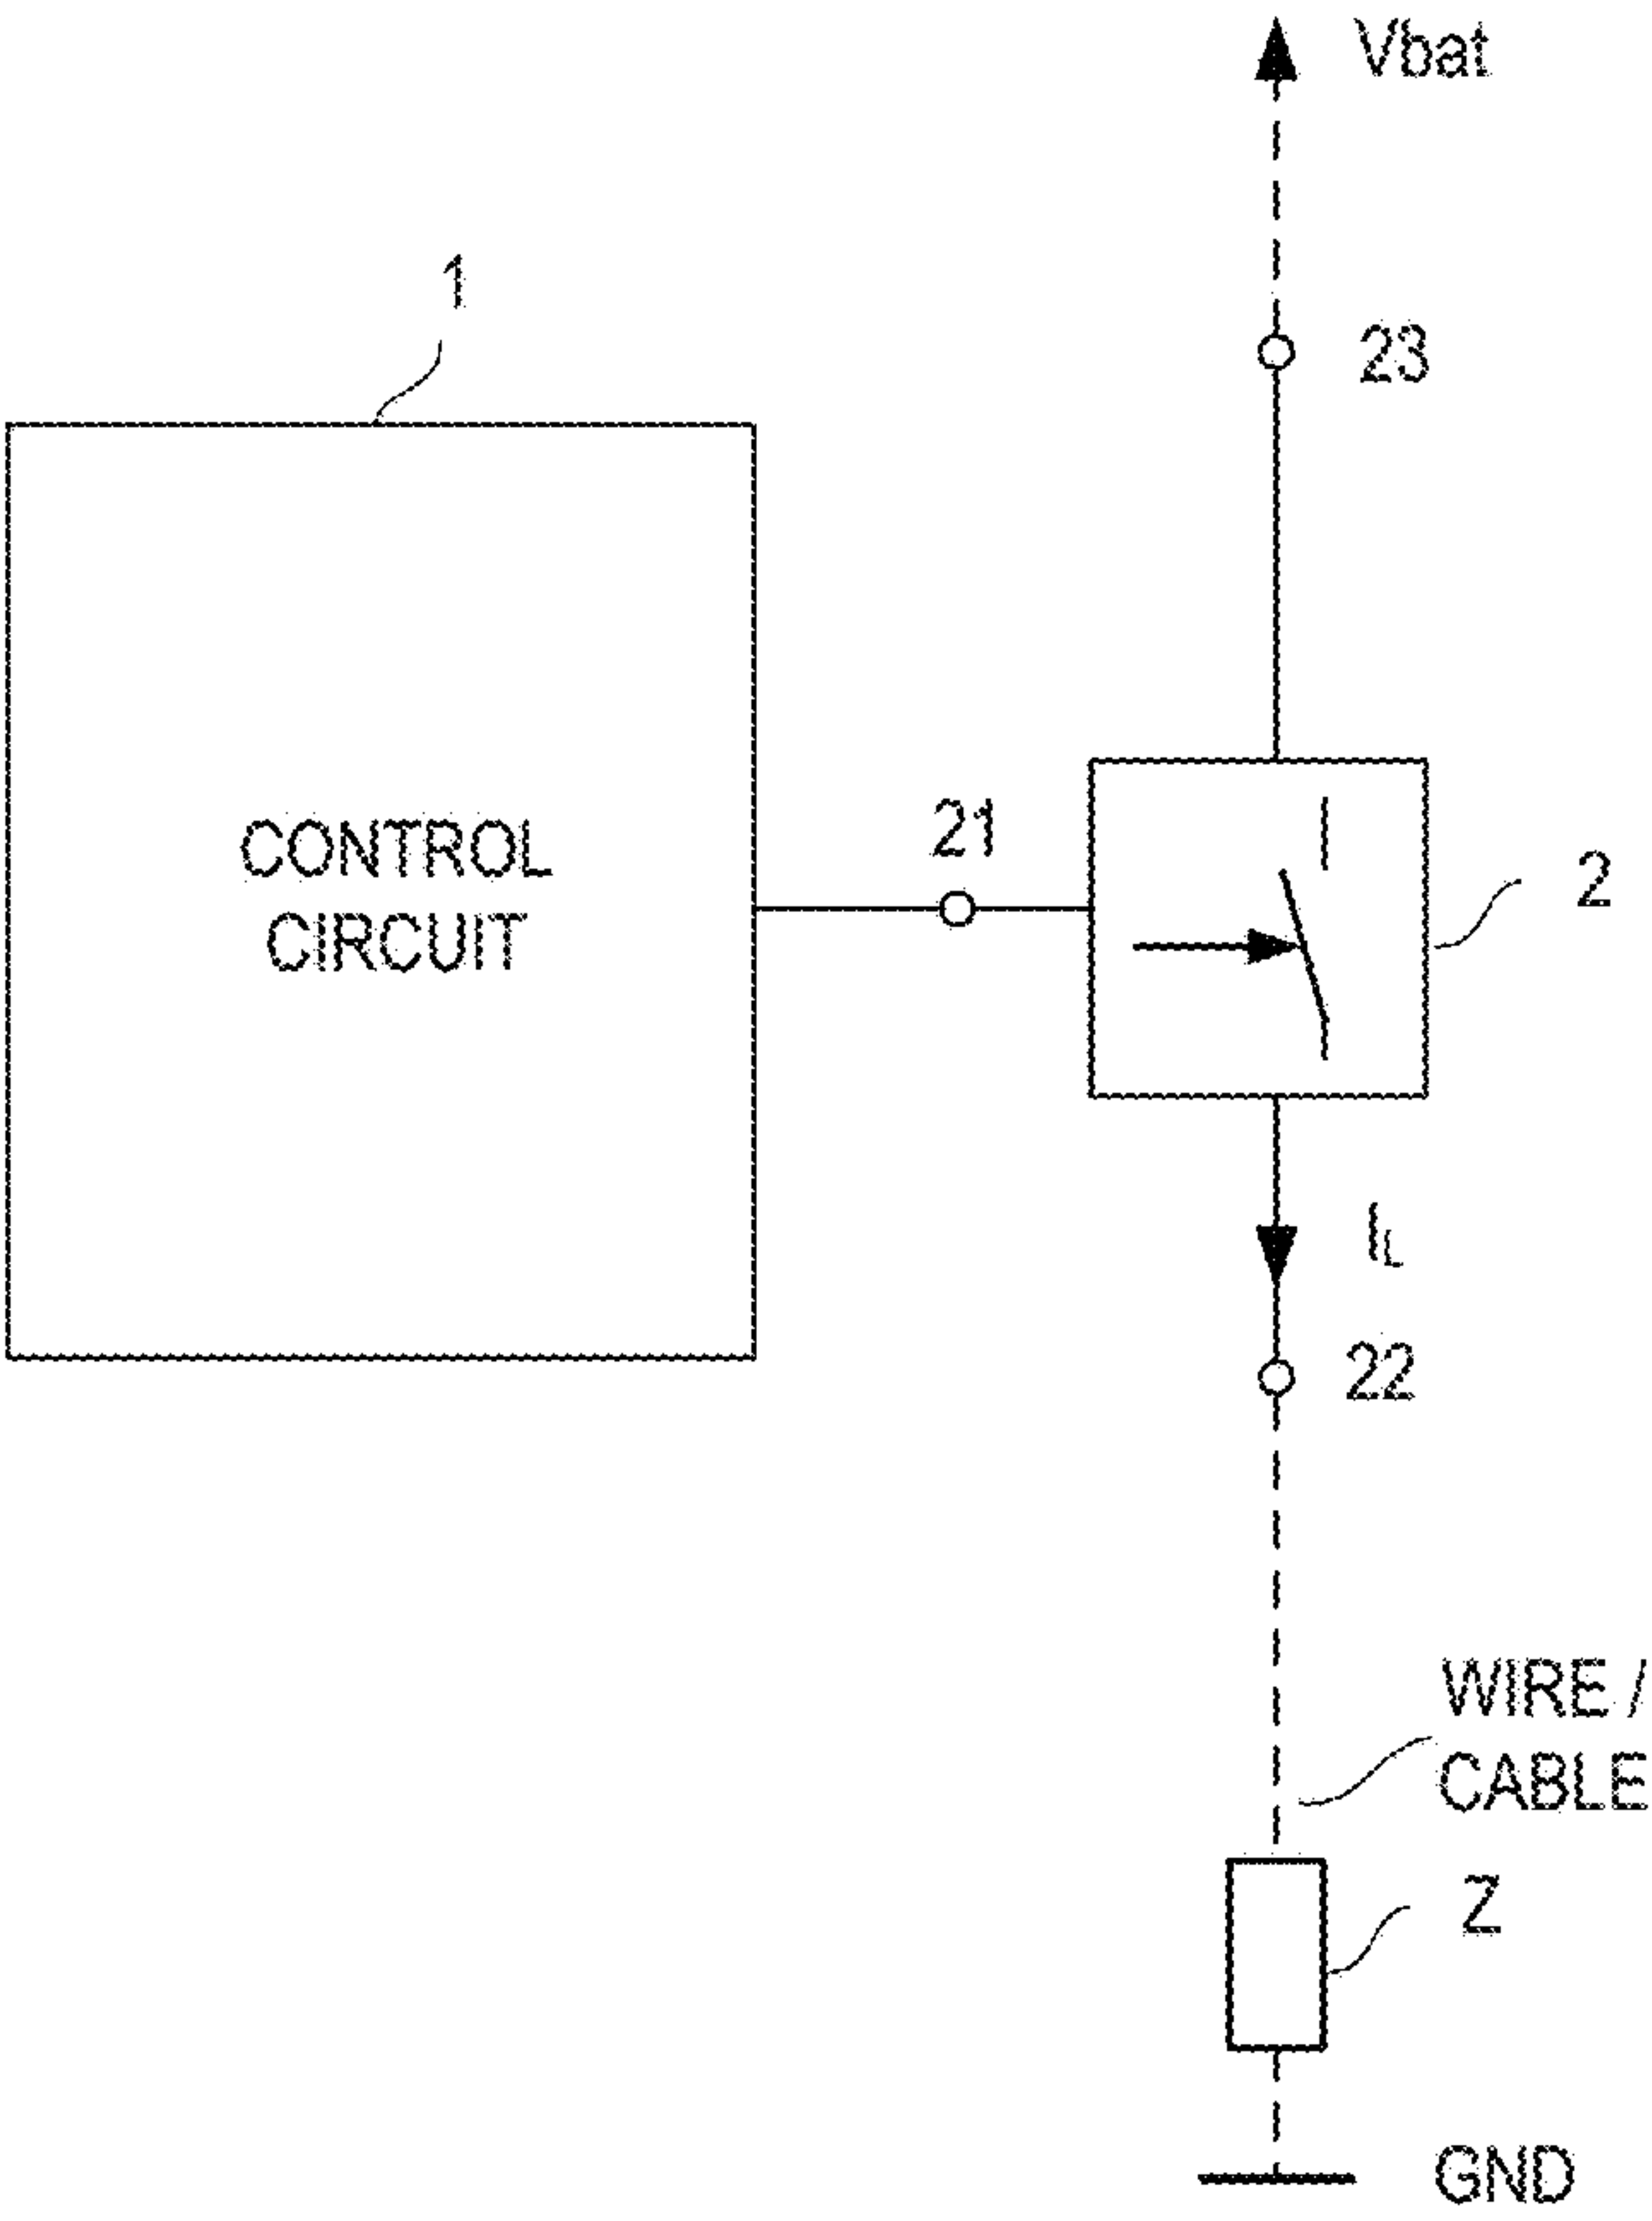 Vbat
1
23
CONTROL
CIRCUIT
21
2
IL
22
WIRE /
CABLE
Z
GND